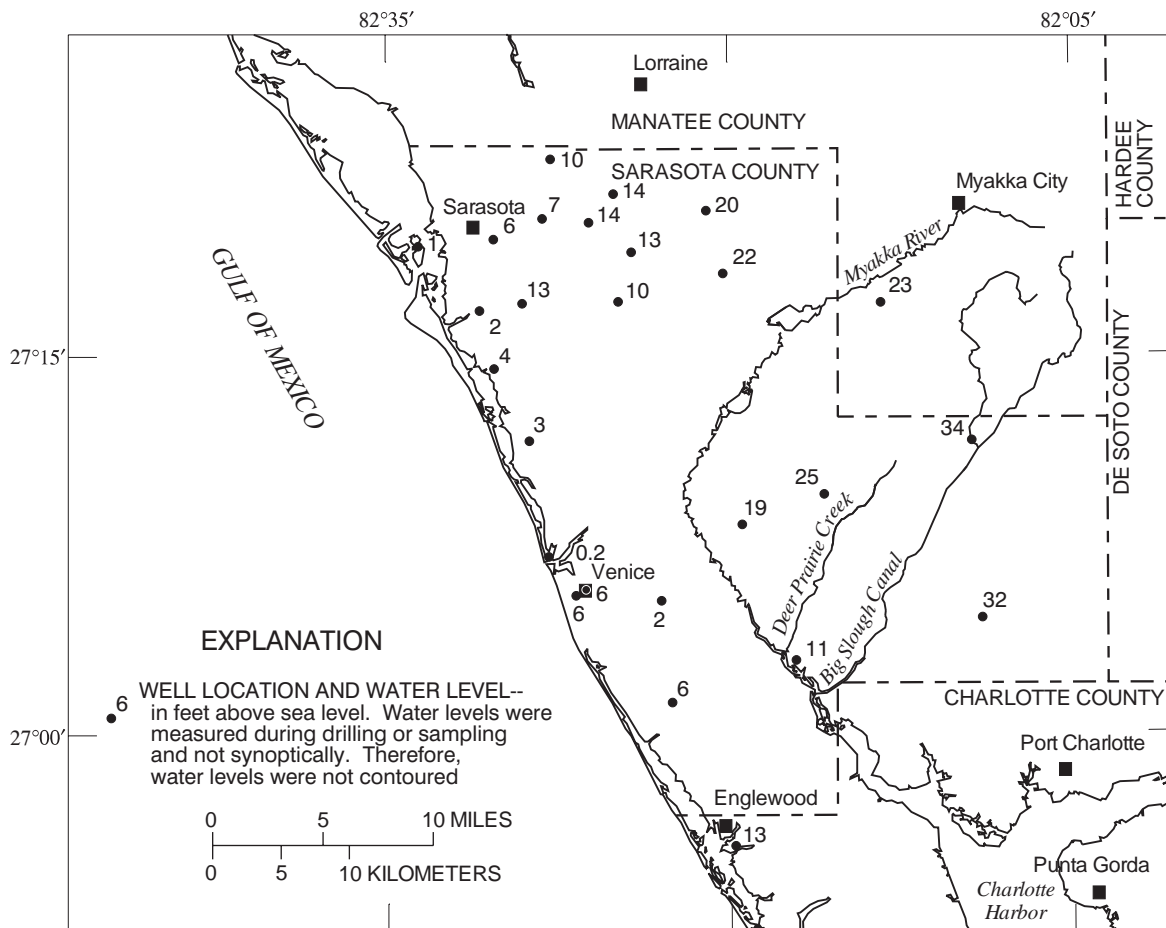 82°35′
82°05′
Lorraine
MANATEE COUNTY
HARDEE
COUNTY
10
SARASOTA COUNTY
14
Myakka City
20
7
14
Sarasota
6
1
13
Myakka River
22
GULF OF MEXICO
23
13
10
2
27°15′
4
DE SOTO COUNTY
3
34
25
19
Deer Prairie Creek
0.2
Venice
6
6
2
Big Slough Canal
32
EXPLANATION
11
6
WELL LOCATION AND WATER LEVEL--
in feet above sea level. Water levels were
measured during drilling or sampling
and not synoptically. Therefore,
water levels were not contoured
6
CHARLOTTE COUNTY
27°00′
Port Charlotte
Englewood
0 5 10 MILES
13
0 5 10 KILOMETERS
Punta Gorda
Charlotte
Harbor